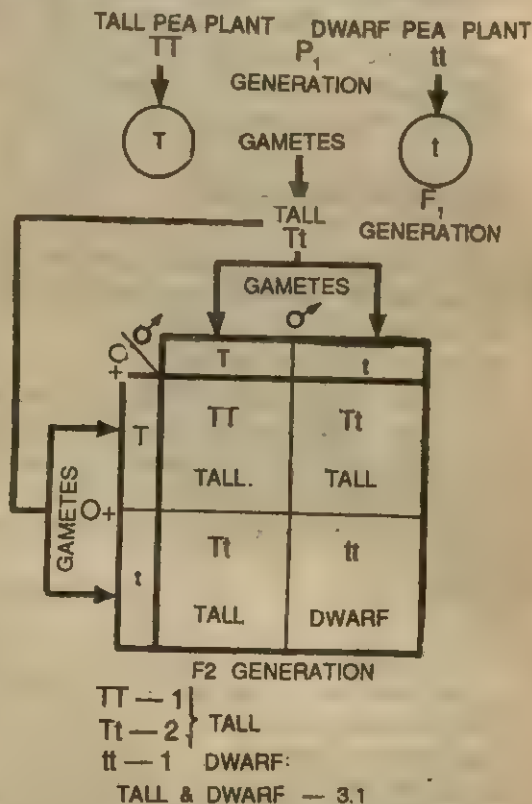 TALL PEA PLANT DWARF PEA PLANT
TT P₁ tt
GENERATION
T GAMETES t
F₁
TALL GENERATION
Tt
GAMETES
♂
♀ ♂ T t
T TT Tt
TALL. TALL
GAMETES ♀
t Tt tt
TALL DWARF
F2 GENERATION
TT — 1
Tt — 2 } TALL
tt — 1 DWARF:
TALL & DWARF — 3.1